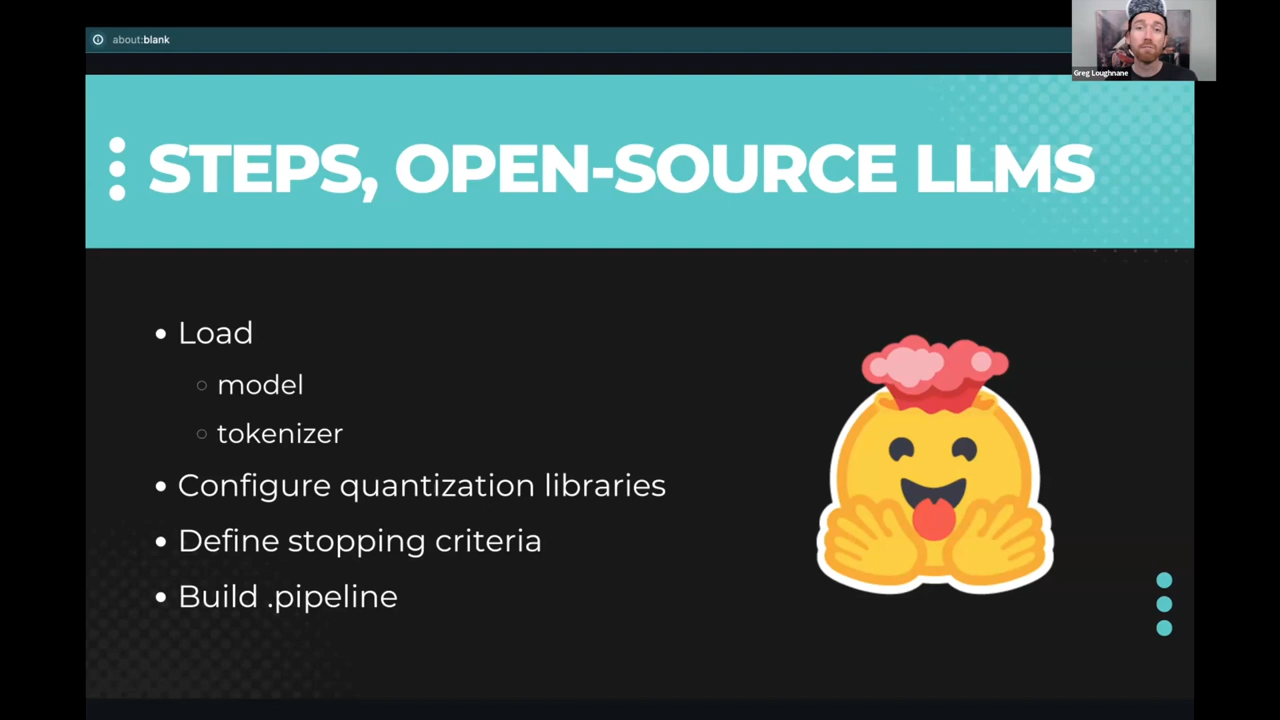 about:blank
Greg Loughnane
STEPS, OPEN-SOURCE LLMS
Load
model
tokenizer
Configure quantization libraries
Define stopping criteria
Build .pipeline